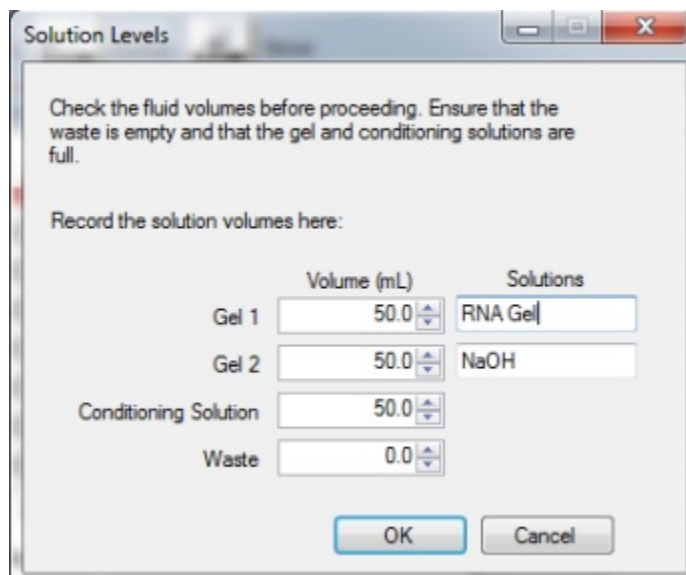 Solution Levels
Check the fluid volumes before proceeding. Ensure that the
waste is empty and that the gel and conditioning solutions are
full.
Record the solution volumes here:
Volume (mL) Solutions
Gel 1 50.0 RNA Gel
Gel 2 50.0 NaOH
Conditioning Solution 50.0
Waste 0.0
OK Cancel